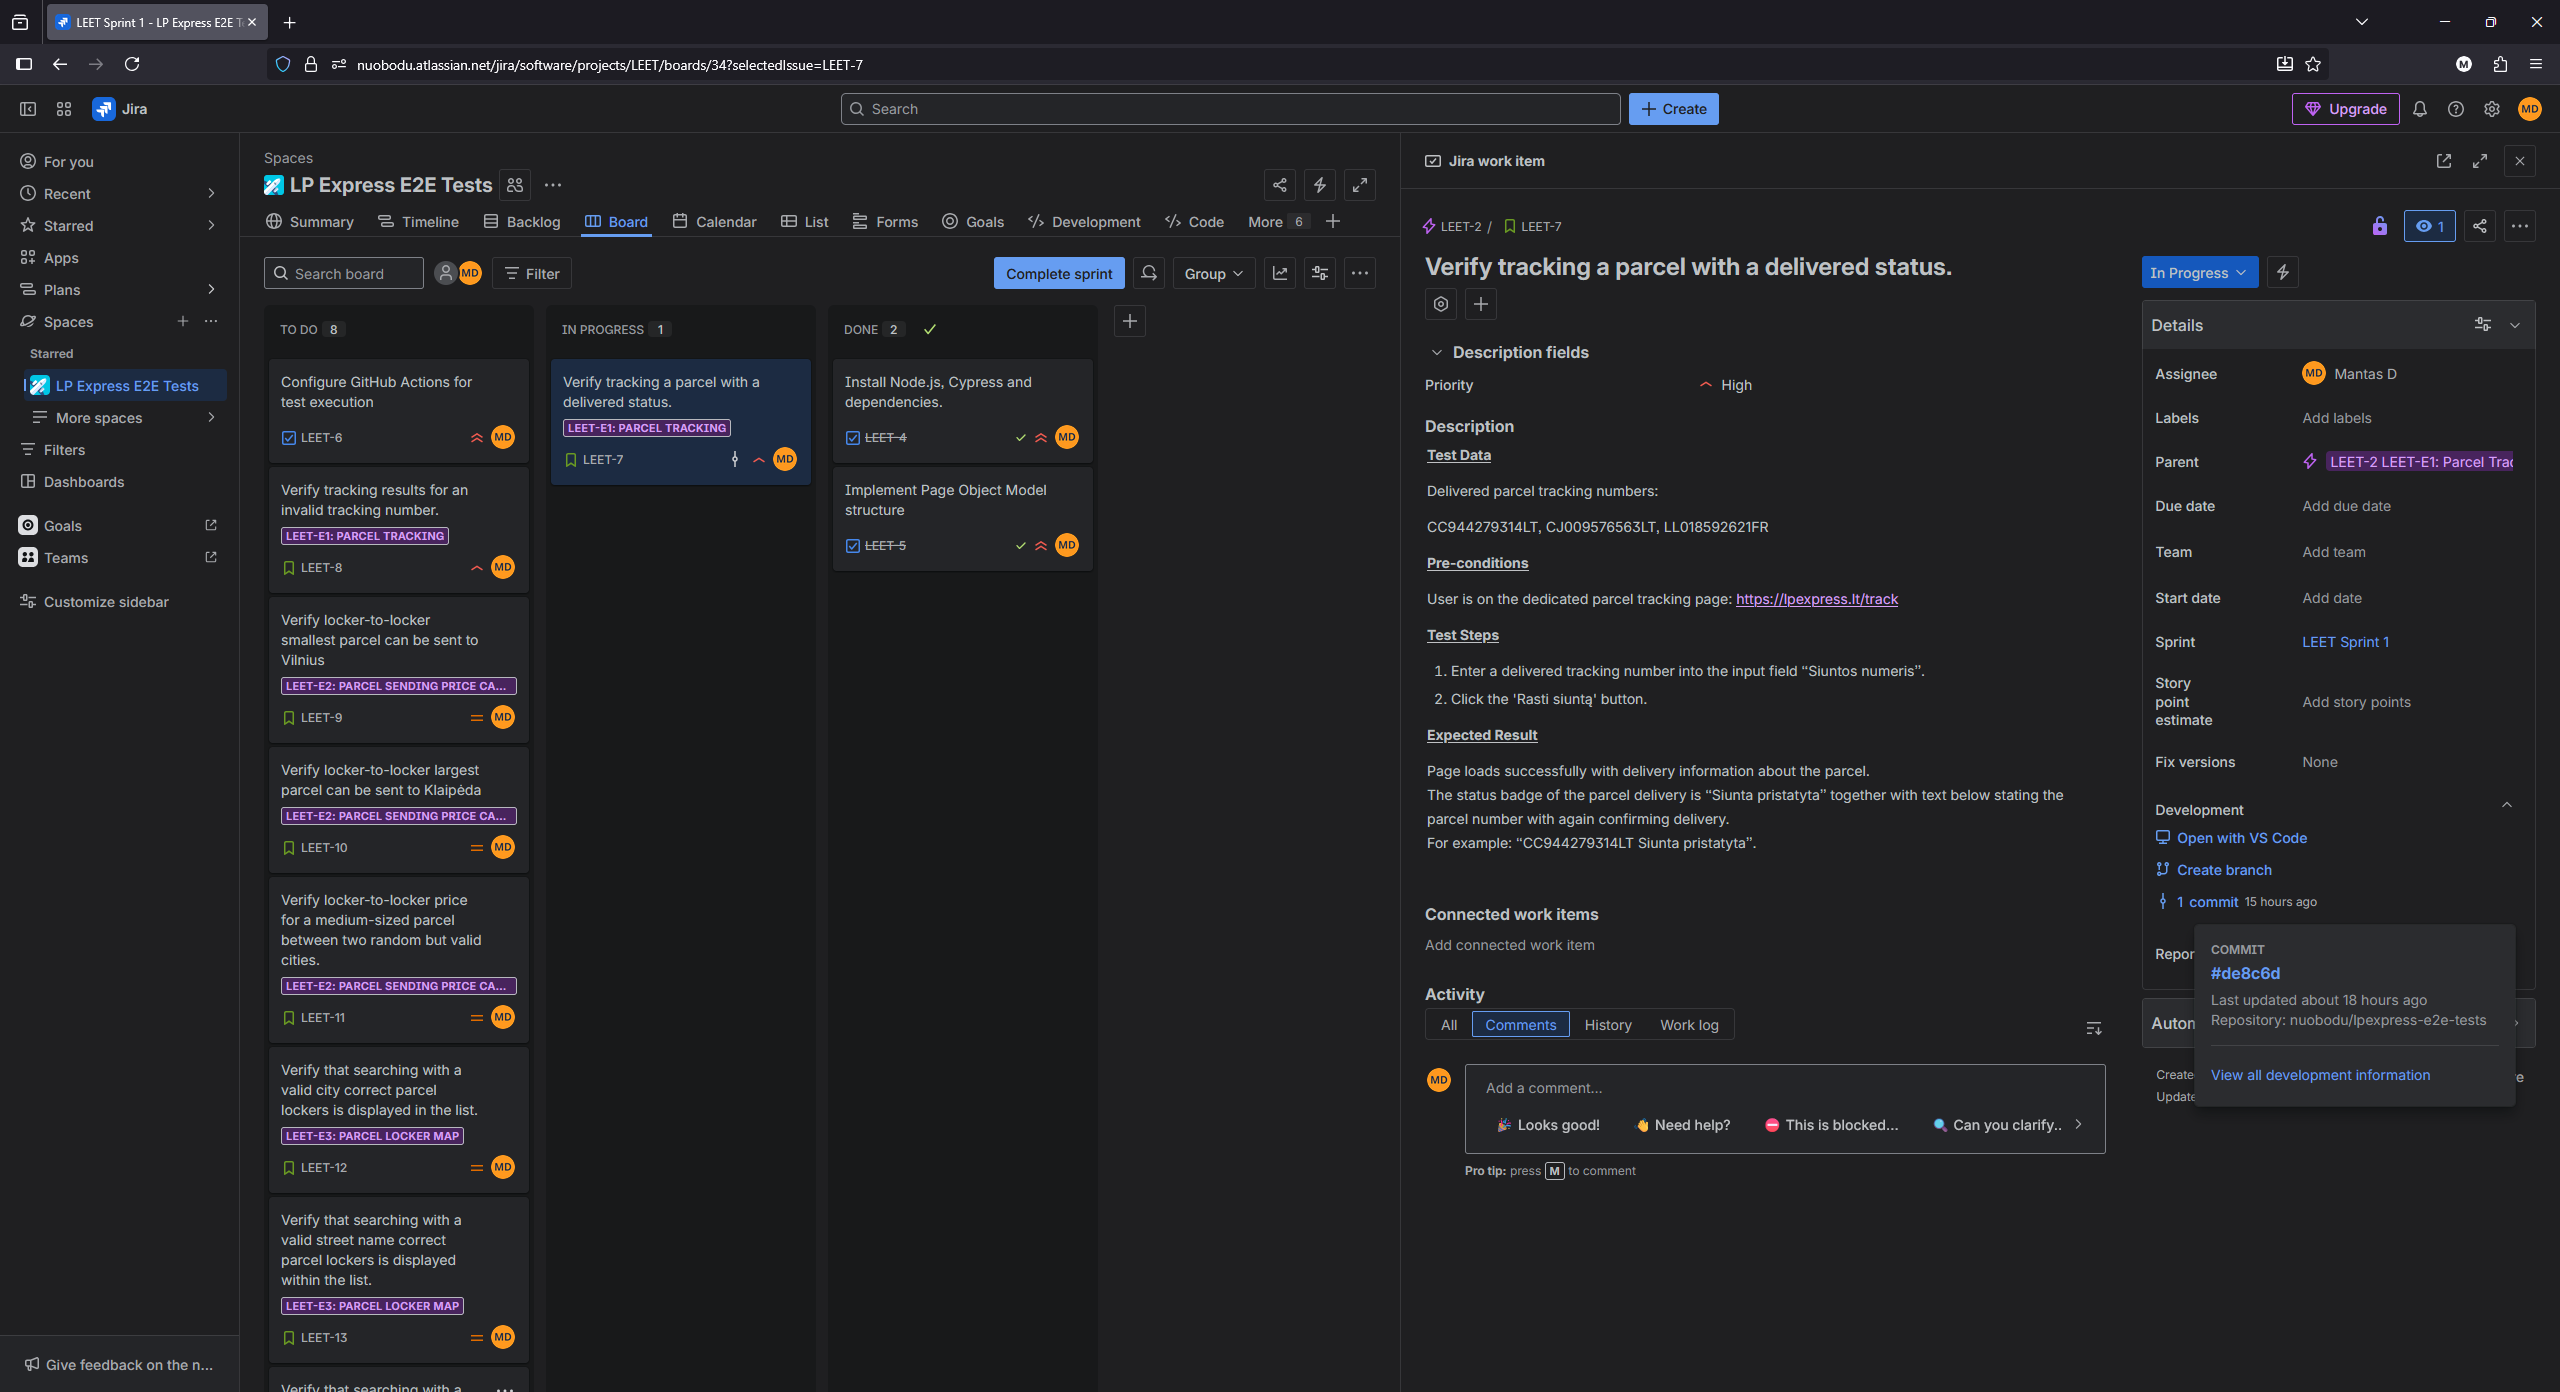 LEET Sprint 1 - LP Express E2E T
nuobodu.atlassian.net/jira/software/projects/LEET/boards/34?selectedIssue=LEET-7
M
Jira
Search
Create
Upgrade
MD
For you
Recent
Starred
Apps
Plans
Spaces
Starred
LP Express E2E Tests
More spaces
Filters
Dashboards
Goals
Teams
Customize sidebar
Give feedback on the n...
Spaces
LP Express E2E Tests
Summary
Timeline
Backlog
Board
Calendar
List
Forms
Goals
Development
Code
More 6
Search board
MD
Filter
Complete sprint
Group
TO DO 8
Configure GitHub Actions for
test execution
LEET-6
MD
Verify tracking results for an
invalid tracking number.
LEET-E1: PARCEL TRACKING
LEET-8
MD
Verify locker-to-locker
smallest parcel can be sent to
Vilnius
LEET-E2: PARCEL SENDING PRICE CA...
LEET-9
MD
Verify locker-to-locker largest
parcel can be sent to Klaipėda
LEET-E2: PARCEL SENDING PRICE CA...
LEET-10
MD
Verify locker-to-locker price
for a medium-sized parcel
between two random but valid
cities.
LEET-E2: PARCEL SENDING PRICE CA...
LEET-11
MD
Verify that searching with a
valid city correct parcel
lockers is displayed in the list.
LEET-E3: PARCEL LOCKER MAP
LEET-12
MD
Verify that searching with a
valid street name correct
parcel lockers is displayed
within the list.
LEET-E3: PARCEL LOCKER MAP
LEET-13
MD
Verify that searching with a
IN PROGRESS 1
Verify tracking a parcel with a
delivered status.
LEET-E1: PARCEL TRACKING
LEET-7
MD
DONE 2
Install Node.js, Cypress and
dependencies.
LEET-4
MD
Implement Page Object Model
structure
LEET-5
MD
Jira work item
LEET-2 / LEET-7
1
Verify tracking a parcel with a delivered status.
Description fields
Priority
High
Description
Test Data
Delivered parcel tracking numbers:
CC944279314LT, CJ009576563LT, LL018592621FR
Pre-conditions
User is on the dedicated parcel tracking page: https://lpexpress.lt/track
Test Steps
1. Enter a delivered tracking number into the input field “Siuntos numeris”.
2. Click the 'Rasti siuntą' button.
Expected Result
Page loads successfully with delivery information about the parcel.
The status badge of the parcel delivery is “Siunta pristatyta” together with text below stating the
parcel number with again confirming delivery.
For example: “CC944279314LT Siunta pristatyta”.
Connected work items
Add connected work item
Activity
All
Comments
History
Work log
MD
Add a comment...
Looks good!
Need help?
This is blocked...
Can you clarify..
Pro tip: press M to comment
In Progress
Details
Assignee
MD Mantas D
Labels
Add labels
Parent
LEET-2 LEET-E1: Parcel Trac
Due date
Add due date
Team
Add team
Start date
Add date
Sprint
LEET Sprint 1
Story
point
estimate
Add story points
Fix versions
None
Development
Open with VS Code
Create branch
1 commit 15 hours ago
Repor
COMMIT
#de8c6d
Last updated about 18 hours ago
Repository: nuobodu/lpexpress-e2e-tests
View all development information
Auton
Create
Update